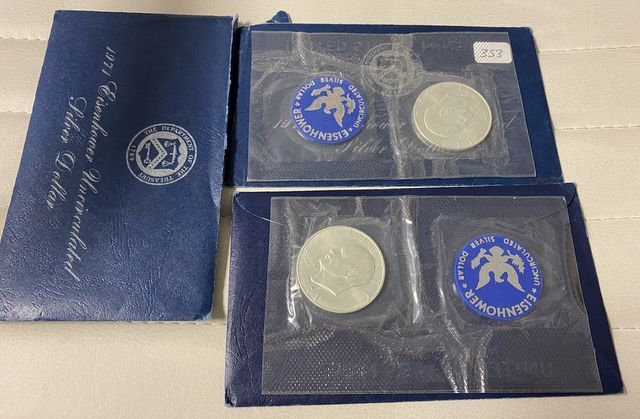 1971 Eisenhower Uncirculated
Silver Dollar
THE DEPARTMENT OF THE TREASURY
1789
353
EISENHOWER
UNCIRCULATED
SILVER DOLLAR
EISENHOWER
UNCIRCULATED
SILVER DOLLAR